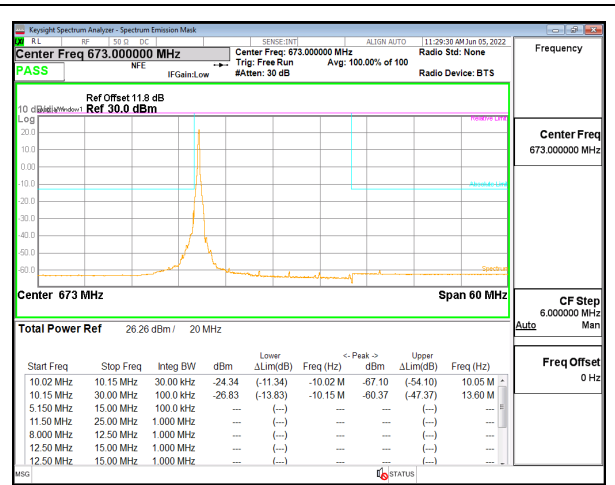 Keysight Spectrum Analyzer - Spectrum Emission Mask
RL RF 50 Ω DC SENSE:INT ALIGN AUTO 11:29:30 AM Jun 05, 2022
Center Freq 673.000000 MHz
Center Freq: 673.000000 MHz
Radio Std: None
NFE
Trig: Free Run Avg: 100.00% of 100
PASS
IFGain:Low
#Atten: 30 dB
Radio Device: BTS
Ref Offset 11.8 dB
Ref 30.0 dBm
Log
Relative Limit
20.0
10.0
0.00
-10.0
Absolute Limit
-20.0
-30.0
-40.0
-50.0
-60.0
Spectrum
Center 673 MHz Span 60 MHz
Total Power Ref 26.26 dBm / 20 MHz
Lower <- Peak -> Upper
Start Freq Stop Freq Integ BW dBm ΔLim(dB) Freq (Hz) dBm ΔLim(dB) Freq (Hz)
10.02 MHz 10.15 MHz 30.00 kHz -24.34 (-11.34) -10.02 M -67.10 (-54.10) 10.05 M
10.15 MHz 30.00 MHz 100.0 kHz -26.83 (-13.83) -10.15 M -60.37 (-47.37) 13.60 M
5.150 MHz 15.00 MHz 100.0 kHz --- (---) --- --- (---) ---
11.50 MHz 25.00 MHz 1.000 MHz --- (---) --- --- (---) ---
8.000 MHz 12.50 MHz 1.000 MHz --- (---) --- --- (---) ---
12.50 MHz 15.00 MHz 1.000 MHz --- (---) --- --- (---) ---
12.50 MHz 15.00 MHz 1.000 MHz --- (---) --- --- (---) ---
MSG STATUS
Frequency
Center Freq
673.000000 MHz
CF Step
6.000000 MHz
Auto Man
Freq Offset
0 Hz